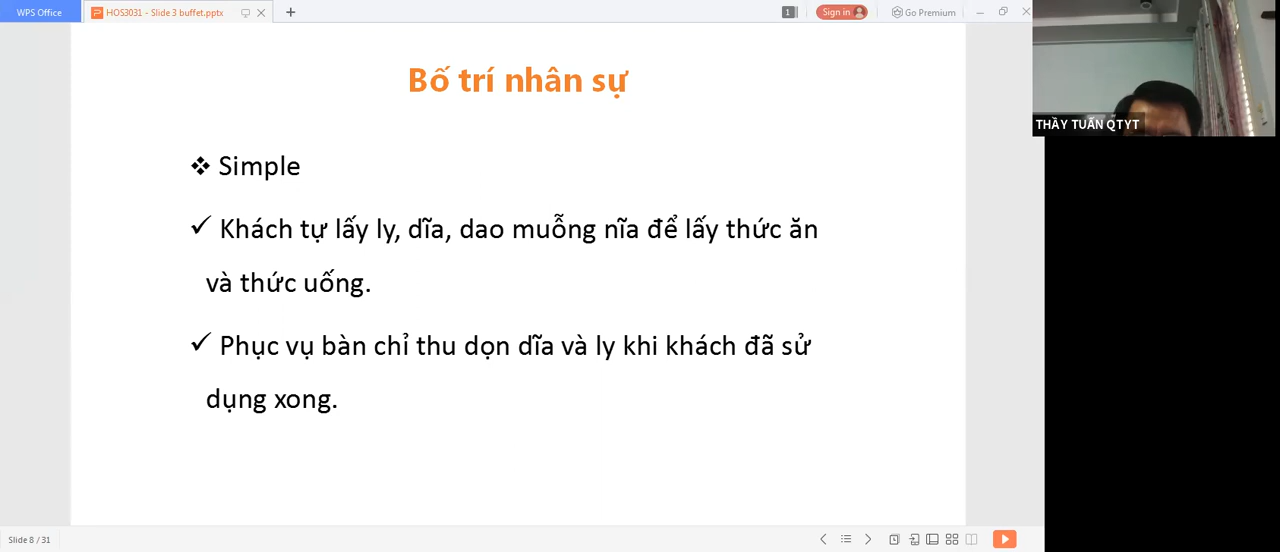 WPS Office
HOS3031 - Slide 3 buffet.pptx
1
Sign in
Go Premium
THẦY TUẤN QTYT
Bố trí nhân sự
Simple
Khách tự lấy ly, dĩa, dao muỗng nĩa để lấy thức ăn
và thức uống.
Phục vụ bàn chỉ thu dọn dĩa và ly khi khách đã sử
dụng xong.
Slide 8 / 31